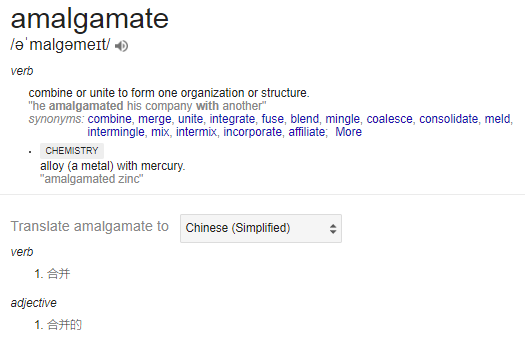 amalgamate
/əˈmalɡəmeɪt/
verb
combine or unite to form one organization or structure.
"he amalgamated his company with another"
synonyms: combine, merge, unite, integrate, fuse, blend, mingle, coalesce, consolidate, meld,
intermingle, mix, intermix, incorporate, affiliate; More
• CHEMISTRY
alloy (a metal) with mercury.
"amalgamated zinc"
Translate amalgamate to Chinese (Simplified)
verb
1. 合并
adjective
1. 合并的